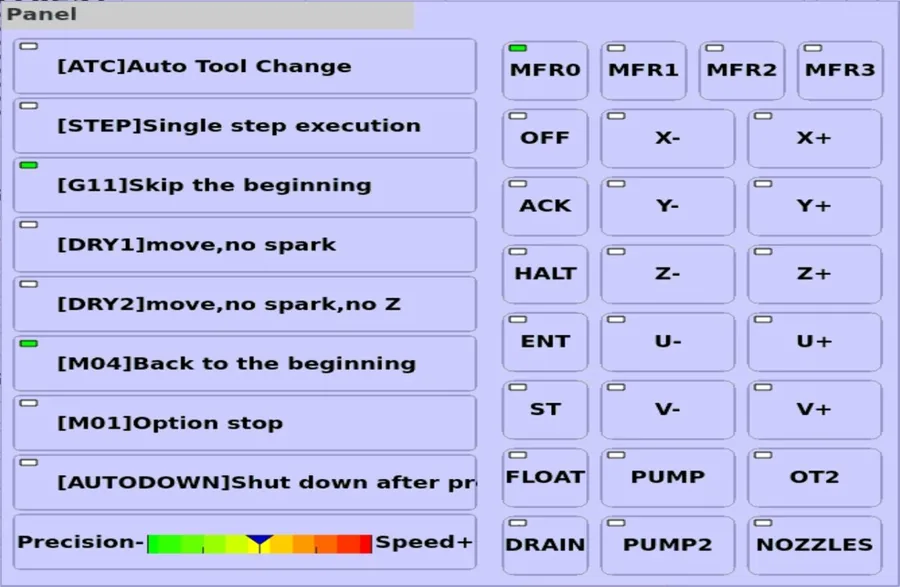 Panel
[ATC]Auto Tool Change
[STEP]Single step execution
[G11]Skip the beginning
[DRY1]move,no spark
[DRY2]move,no spark,no Z
[M04]Back to the beginning
[M01]Option stop
[AUTODOWN]Shut down after pr
Precision- Speed+
MFR0 MFR1 MFR2 MFR3
OFF X- X+
ACK Y- Y+
HALT Z- Z+
ENT U- U+
ST V- V+
FLOAT PUMP OT2
DRAIN PUMP2 NOZZLES